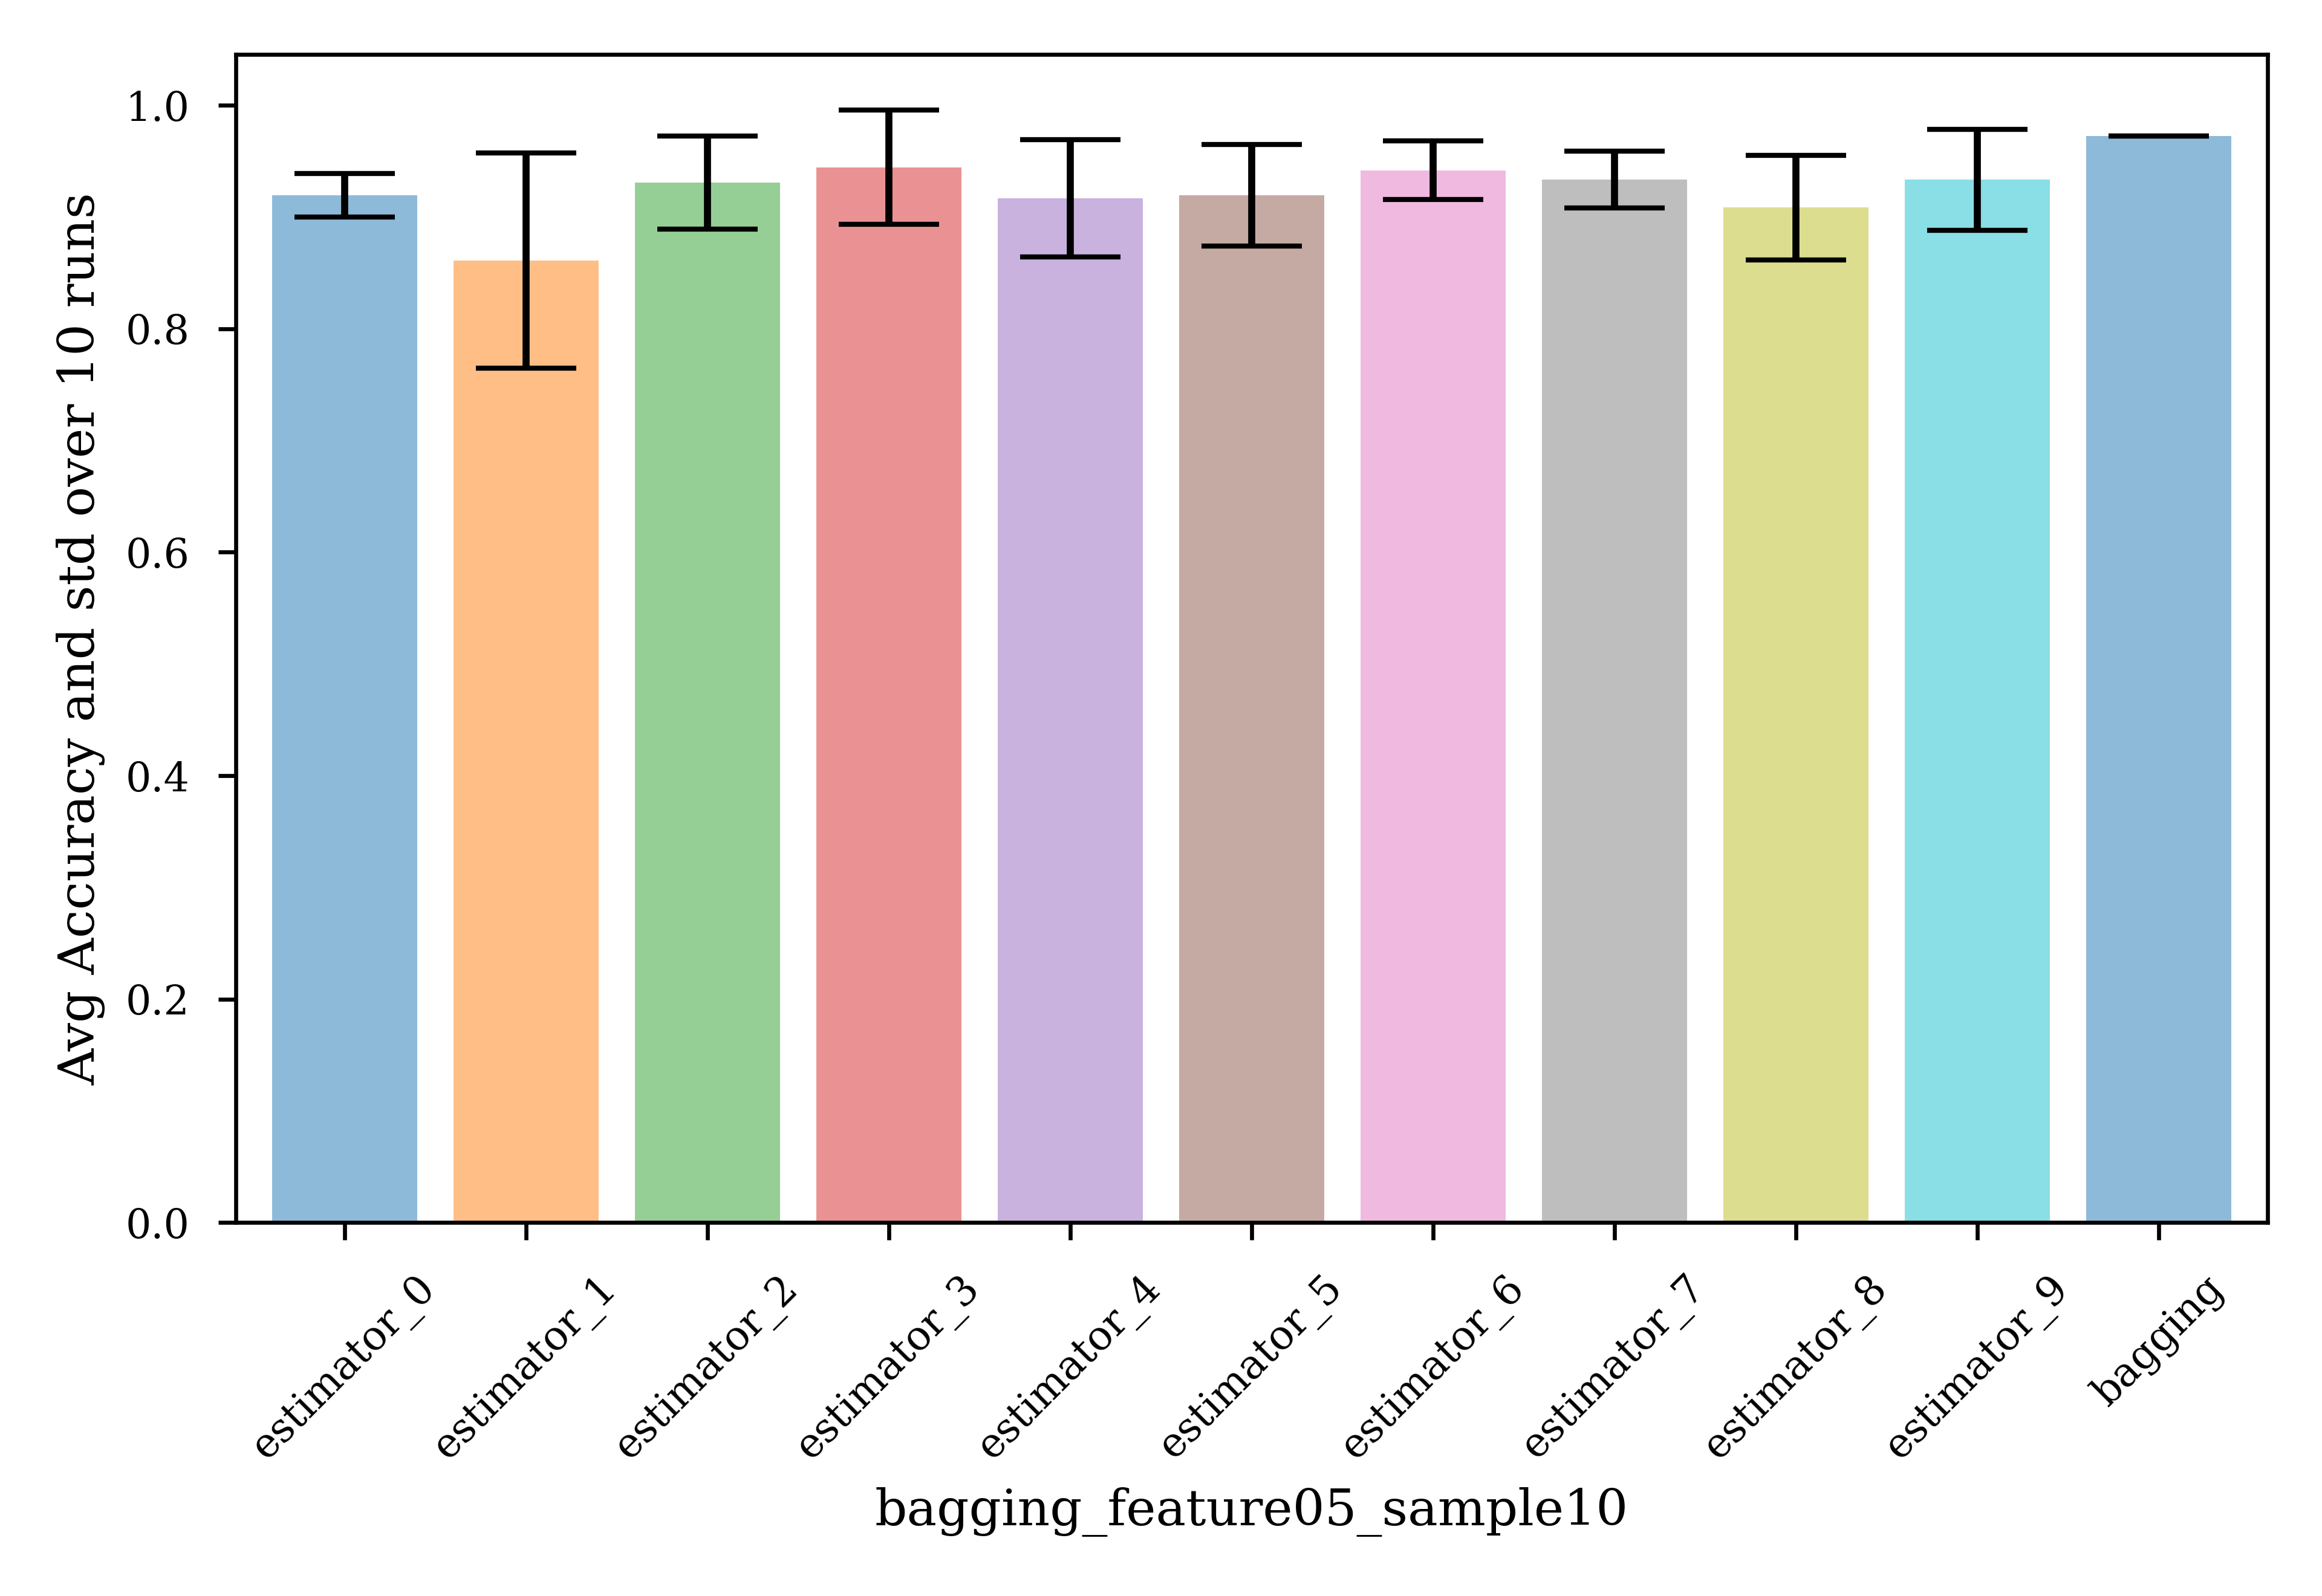 Avg Accuracy and std over 10 runs
1.0
0.8
0.6
0.4
0.2
0.0
estimator_0
estimator_1
estimator_2
estimator_3
estimator_4
estimator_5
estimator_6
estimator_7
estimator_8
estimator_9
bagging
bagging_feature05_sample10